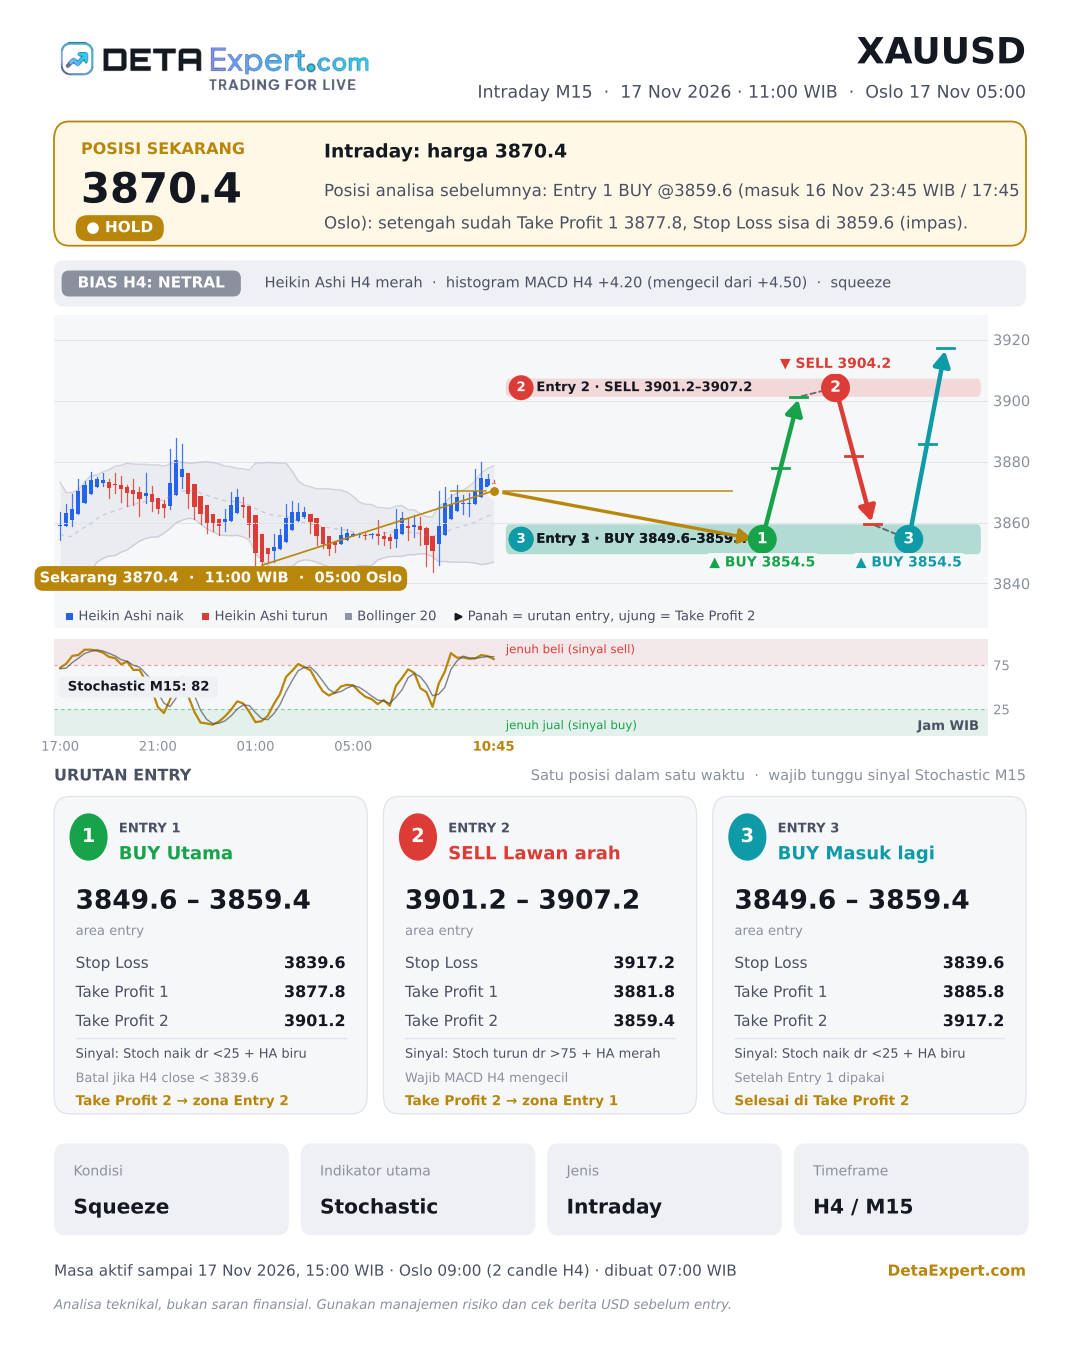 DETA Expert.com
TRADING FOR LIVE
XAUUSD
Intraday M15 · 17 Nov 2026 · 11:00 WIB · Oslo 17 Nov 05:00
POSISI SEKARANG
3870.4
HOLD
Intraday: harga 3870.4
Posisi analisa sebelumnya: Entry 1 BUY @3859.6 (masuk 16 Nov 23:45 WIB / 17:45
Oslo): setengah sudah Take Profit 1 3877.8, Stop Loss sisa di 3859.6 (impas).
BIAS H4: NETRAL
Heikin Ashi H4 merah · histogram MACD H4 +4.20 (mengecil dari +4.50) · squeeze
3920
3900
3880
3860
3840
▼ SELL 3904.2
2 Entry 2 · SELL 3901.2–3907.2
2
3 Entry 3 · BUY 3849.6–3859.
1
3
▲ BUY 3854.5
▲ BUY 3854.5
Sekarang 3870.4 · 11:00 WIB · 05:00 Oslo
Heikin Ashi naik
Heikin Ashi turun
Bollinger 20
Panah = urutan entry, ujung = Take Profit 2
jenuh beli (sinyal sell)
75
Stochastic M15: 82
25
jenuh jual (sinyal buy)
Jam WIB
17:00 21:00 01:00 05:00 10:45
URUTAN ENTRY
Satu posisi dalam satu waktu · wajib tunggu sinyal Stochastic M15
1
ENTRY 1
BUY Utama
3849.6 – 3859.4
area entry
Stop Loss 3839.6
Take Profit 1 3877.8
Take Profit 2 3901.2
Sinyal: Stoch naik dr <25 + HA biru
Batal jika H4 close < 3839.6
Take Profit 2 → zona Entry 2
2
ENTRY 2
SELL Lawan arah
3901.2 – 3907.2
area entry
Stop Loss 3917.2
Take Profit 1 3881.8
Take Profit 2 3859.4
Sinyal: Stoch turun dr >75 + HA merah
Wajib MACD H4 mengecil
Take Profit 2 → zona Entry 1
3
ENTRY 3
BUY Masuk lagi
3849.6 – 3859.4
area entry
Stop Loss 3839.6
Take Profit 1 3885.8
Take Profit 2 3917.2
Sinyal: Stoch naik dr <25 + HA biru
Setelah Entry 1 dipakai
Selesai di Take Profit 2
Kondisi
Squeeze
Indikator utama
Stochastic
Jenis
Intraday
Timeframe
H4 / M15
Masa aktif sampai 17 Nov 2026, 15:00 WIB · Oslo 09:00 (2 candle H4) · dibuat 07:00 WIB
DetaExpert.com
Analisa teknikal, bukan saran finansial. Gunakan manajemen risiko dan cek berita USD sebelum entry.